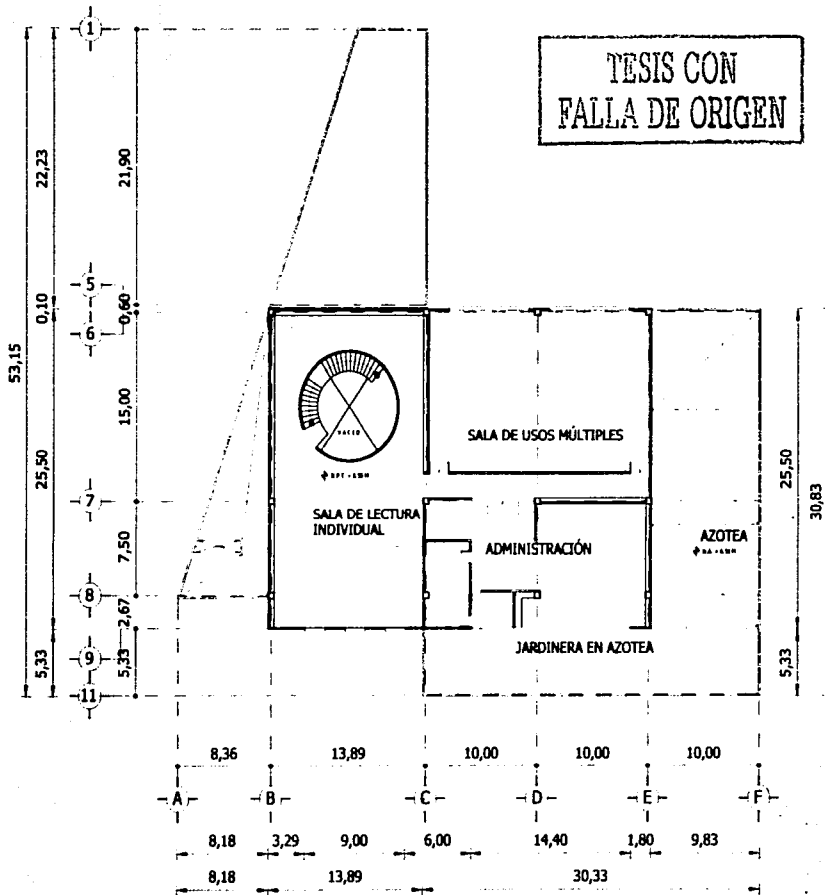 TESIS CON
FALLA DE ORIGEN
1
5
6
7
8
9
11
53,15
22,23
0,10
25,50
5,33
21,90
0,60
15,00
7,50
2,67
5,33
VACIO
SALA DE USOS MÚLTIPLES
SALA DE LECTURA
INDIVIDUAL
ADMINISTRACIÓN
AZOTEA
JARDINERA EN AZOTEA
25,50
5,33
30,83
8,36 13,89 10,00 10,00 10,00
A B C D E F
8,18 3,29 9,00 6,00 14,40 1,80 9,83
8,18 13,89 30,33